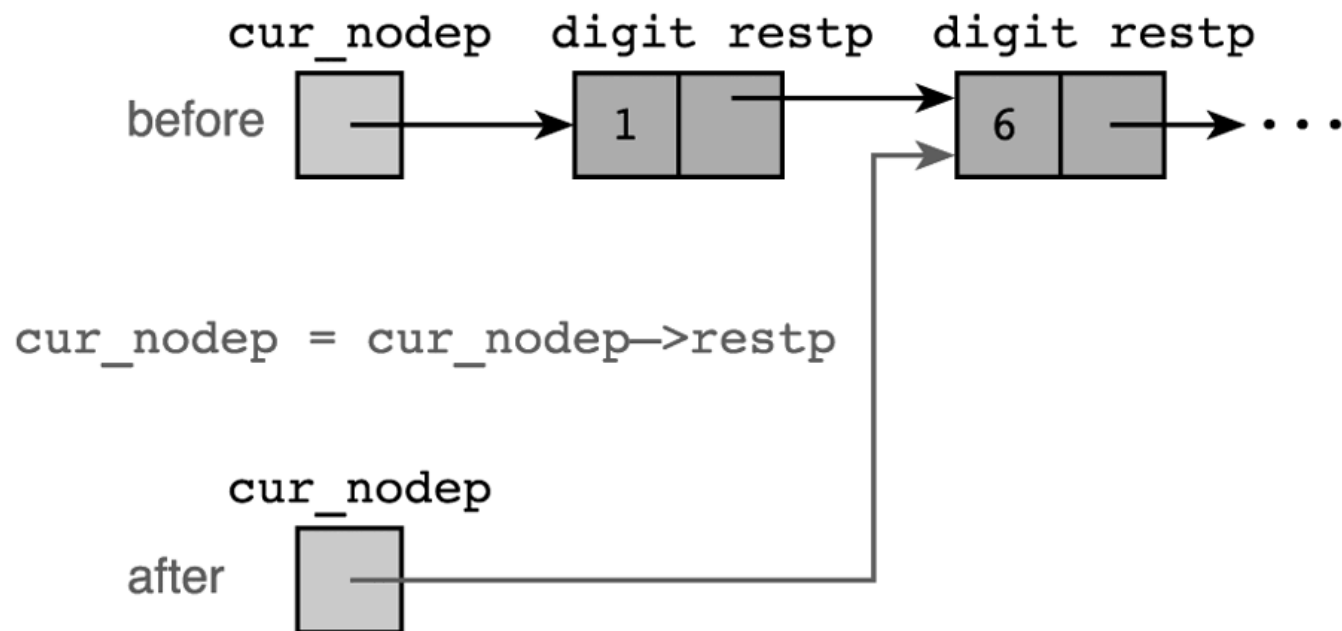 cur_nodep digit restp digit restp
before 1 6 ...
cur_nodep = cur_nodep—>restp
cur_nodep
after